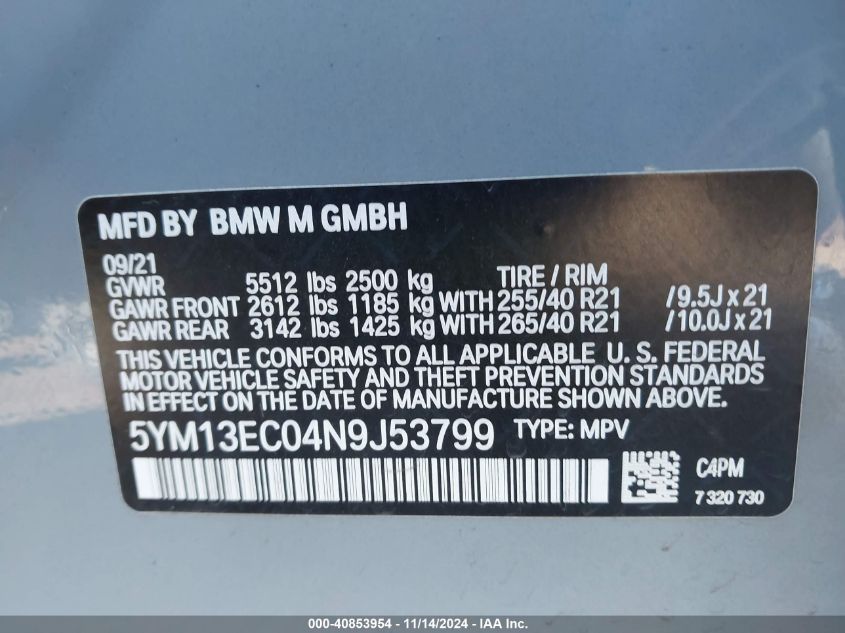 MFD BY BMW M GMBH
09/21
GVWR 5512 lbs 2500 kg TIRE / RIM
GAWR FRONT 2612 lbs 1185 kg WITH 255/40 R21 /9.5J x 21
GAWR REAR 3142 lbs 1425 kg WITH 265/40 R21 /10.0J x 21
THIS VEHICLE CONFORMS TO ALL APPLICABLE U. S. FEDERAL
MOTOR VEHICLE SAFETY AND THEFT PREVENTION STANDARDS
IN EFFECT ON THE DATE OF MANUFACTURE SHOWN ABOVE.
5YM13EC04N9J53799 TYPE: MPV
C4PM
7 320 730
000-40853954 - 11/14/2024 - IAA Inc.